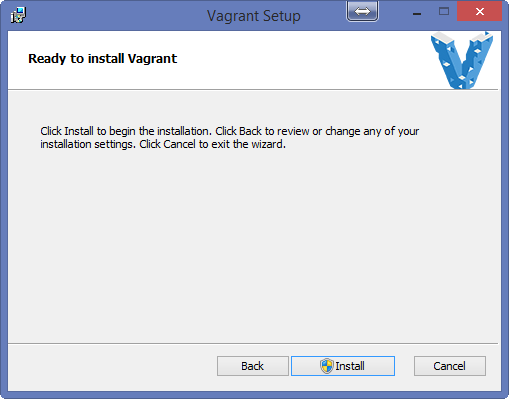 Vagrant Setup
Ready to install Vagrant
Click Install to begin the installation. Click Back to review or change any of your
installation settings. Click Cancel to exit the wizard.
Back
Install
Cancel